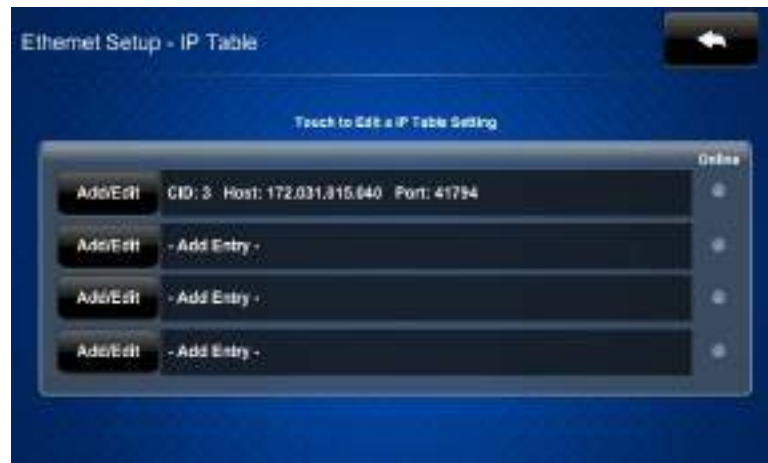 Ethernet Setup - IP Table
Touch to Edit a IP Table Setting
Online
Add/Edit CID: 3 Host: 172.031.015.040 Port: 41794
Add/Edit - Add Entry -
Add/Edit - Add Entry -
Add/Edit - Add Entry -